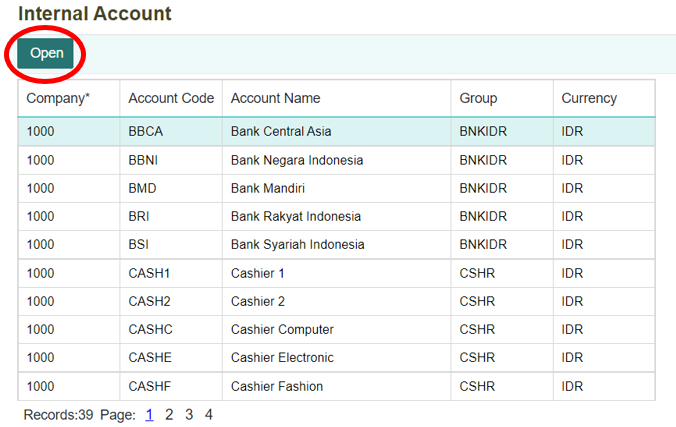 Internal Account
Open
Company* Account Code Account Name Group Currency
1000 BBCA Bank Central Asia BNKIDR IDR
1000 BBNI Bank Negara Indonesia BNKIDR IDR
1000 BMD Bank Mandiri BNKIDR IDR
1000 BRI Bank Rakyat Indonesia BNKIDR IDR
1000 BSI Bank Syariah Indonesia BNKIDR IDR
1000 CASH1 Cashier 1 CSHR IDR
1000 CASH2 Cashier 2 CSHR IDR
1000 CASHC Cashier Computer CSHR IDR
1000 CASHE Cashier Electronic CSHR IDR
1000 CASHF Cashier Fashion CSHR IDR
Records:39 Page: 1 2 3 4